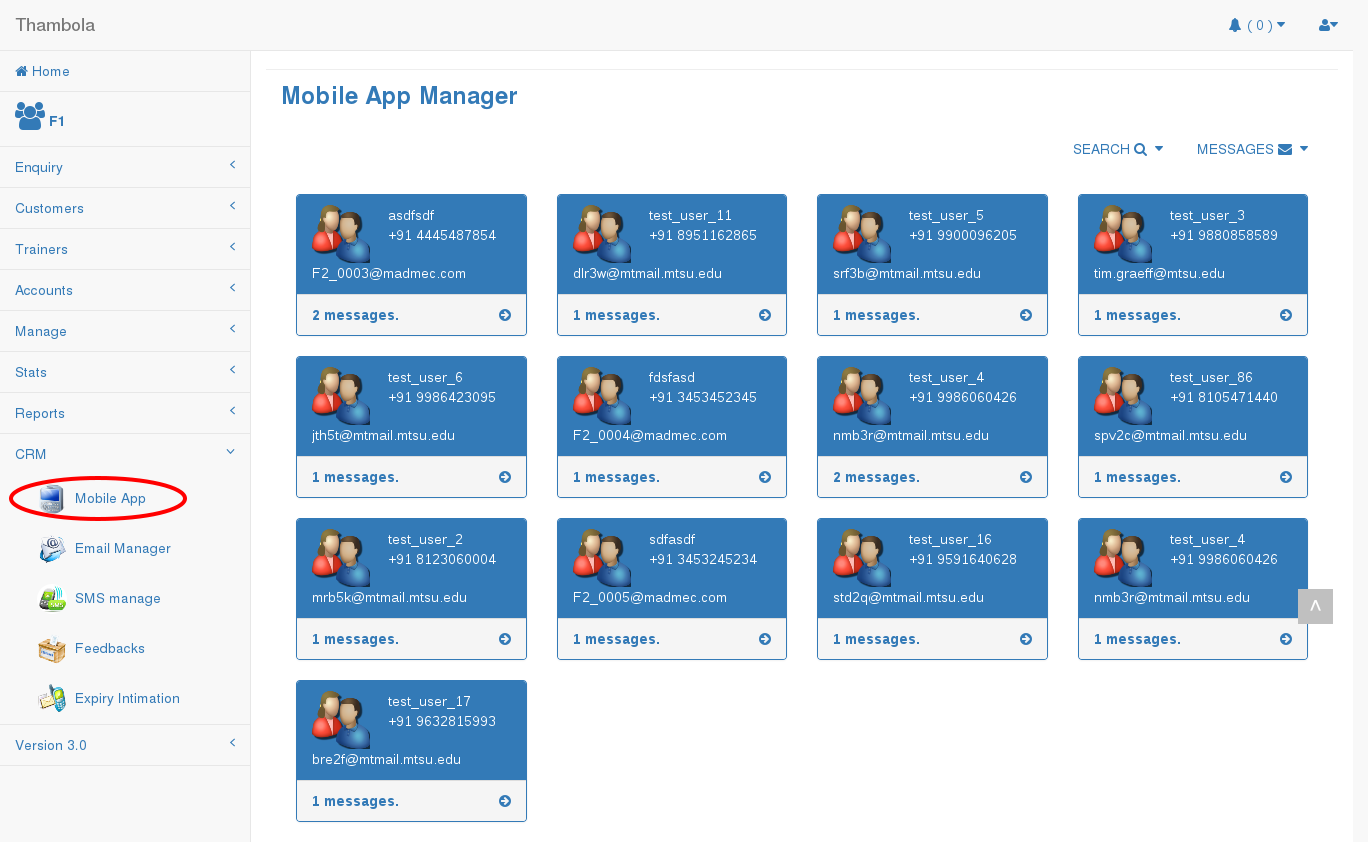 Thambola
( 0 )
Home
F1
Enquiry
Customers
Trainers
Accounts
Manage
Stats
Reports
CRM
Mobile App
Email Manager
SMS manage
Feedbacks
Expiry Intimation
Version 3.0
Mobile App Manager
SEARCH
MESSAGES
asdfsdf
+91 4445487854
F2_0003@madmec.com
2 messages.
test_user_11
+91 8951162865
dlr3w@mtmail.mtsu.edu
1 messages.
test_user_5
+91 9900096205
srf3b@mtmail.mtsu.edu
1 messages.
test_user_3
+91 9880858589
tim.graeff@mtsu.edu
1 messages.
test_user_6
+91 9986423095
jth5t@mtmail.mtsu.edu
1 messages.
fdsfasd
+91 3453452345
F2_0004@madmec.com
1 messages.
test_user_4
+91 9986060426
nmb3r@mtmail.mtsu.edu
2 messages.
test_user_86
+91 8105471440
spv2c@mtmail.mtsu.edu
1 messages.
test_user_2
+91 8123060004
mrb5k@mtmail.mtsu.edu
1 messages.
sdfasdf
+91 3453245234
F2_0005@madmec.com
1 messages.
test_user_16
+91 9591640628
std2q@mtmail.mtsu.edu
1 messages.
test_user_4
+91 9986060426
nmb3r@mtmail.mtsu.edu
1 messages.
test_user_17
+91 9632815993
bre2f@mtmail.mtsu.edu
1 messages.